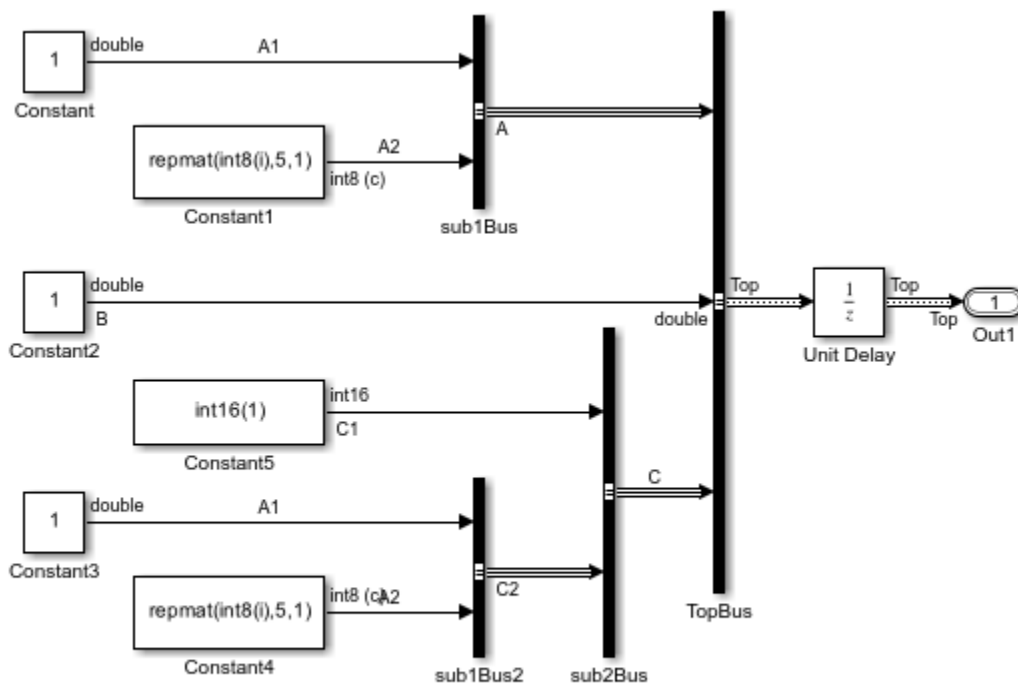 double
A1
1
Constant
A
A2
repmat(int8(i),5,1)
int8 (c)
Constant1
sub1Bus
double
1
B
Constant2
double
Top
1
z
Unit Delay
Top
Top
1
Out1
int16
int16(1)
C1
Constant5
double
A1
1
Constant3
C
int8 (c)
A2
repmat(int8(i),5,1)
Constant4
C2
sub1Bus2
sub2Bus
TopBus